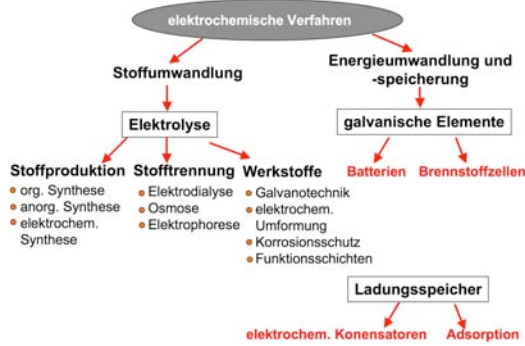 elektrochemische Verfahren
Stoffumwandlung
Energieumwandlung und
-speicherung
Elektrolyse
galvanische Elemente
Stoffproduktion
org. Synthese
anorg. Synthese
elektrochem.
Synthese
Stofftrennung
Elektrodialyse
Osmose
Elektrophorese
Werkstoffe
Galvanotechnik
elektrochem.
Umformung
Korrosionsschutz
Funktionsschichten
Batterien
Brennstoffzellen
Ladungsspeicher
elektrochem. Konensatoren
Adsorption